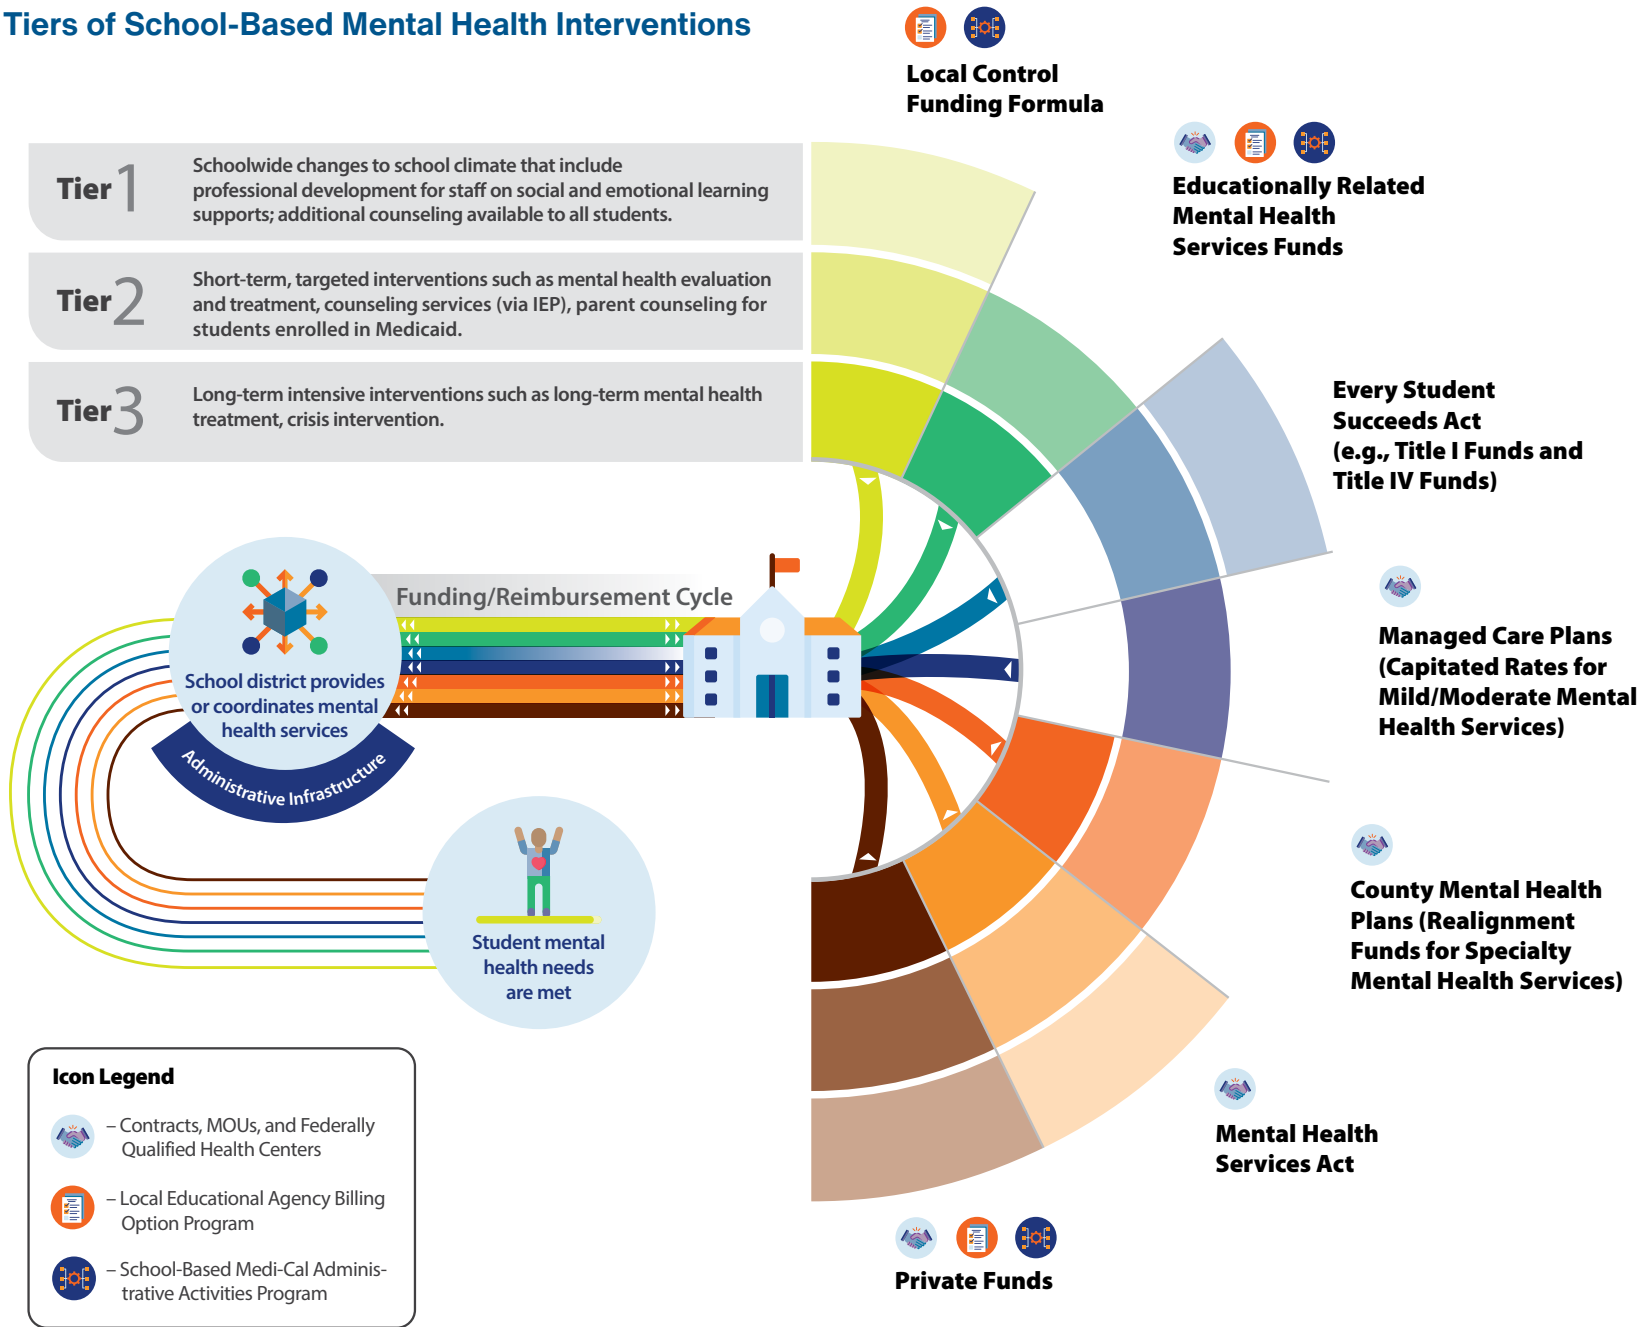 Tiers of School-Based Mental Health Interventions
Local Control
Funding Formula
Educationally Related
Mental Health
Services Funds
Tier 1
Schoolwide changes to school climate that include
professional development for staff on social and emotional learning
supports; additional counseling available to all students.
Tier 2
Short-term, targeted interventions such as mental health evaluation
and treatment, counseling services (via IEP), parent counseling for
students enrolled in Medicaid.
Tier 3
Long-term intensive interventions such as long-term mental health
treatment, crisis intervention.
Every Student
Succeeds Act
(e.g., Title I Funds and
Title IV Funds)
Funding/Reimbursement Cycle
School district provides
or coordinates mental
health services
Administrative Infrastructure
Managed Care Plans
(Capitated Rates for
Mild/Moderate Mental
Health Services)
Student mental
health needs
are met
County Mental Health
Plans (Realignment
Funds for Specialty
Mental Health Services)
Mental Health
Services Act
Private Funds
Icon Legend
– Contracts, MOUs, and Federally
Qualified Health Centers
– Local Educational Agency Billing
Option Program
– School-Based Medi-Cal Adminis-
trative Activities Program